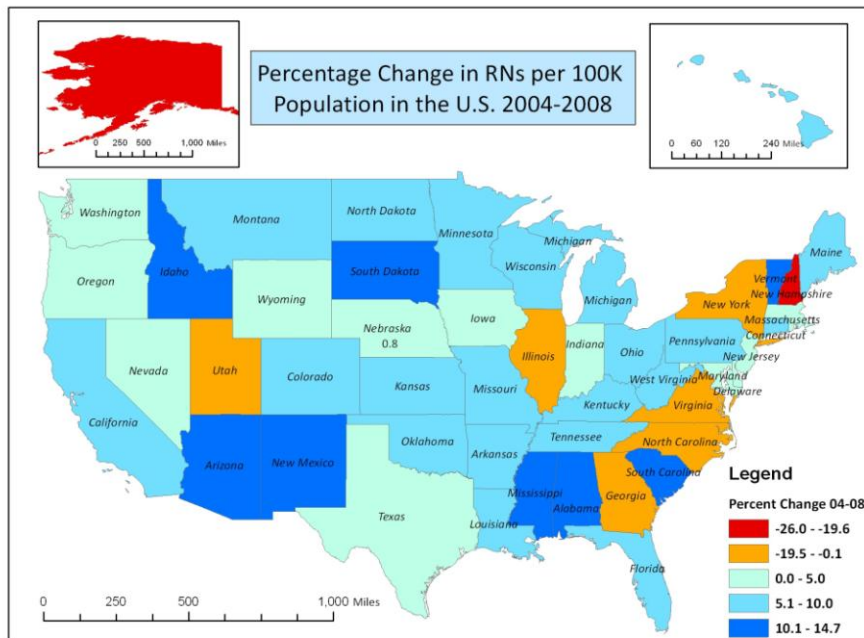 Percentage Change in RNs per 100K
Population in the U.S. 2004-2008
0 250 500 1,000 Miles
0 60 120 240 Miles
Washington
Montana
North Dakota
Minnesota
Michigan
Maine
Oregon
Idaho
South Dakota
Wisconsin
Vermont
New Hampshire
Wyoming
Michigan
New York
Massachusetts
Nebraska
0.8
Iowa
Connecticut
Nevada
Utah
Illinois
Indiana
Ohio
Pennsylvania
New Jersey
Colorado
Kansas
Missouri
West Virginia
Maryland
Delaware
California
Kentucky
Virginia
Arizona
New Mexico
Oklahoma
Arkansas
Tennessee
North Carolina
Texas
Louisiana
Mississippi
Alabama
Georgia
South Carolina
Florida
Legend
Percent Change 04-08
-26.0 - -19.6
-19.5 - -0.1
0.0 - 5.0
5.1 - 10.0
10.1 - 14.7
0 250 500 1,000 Miles